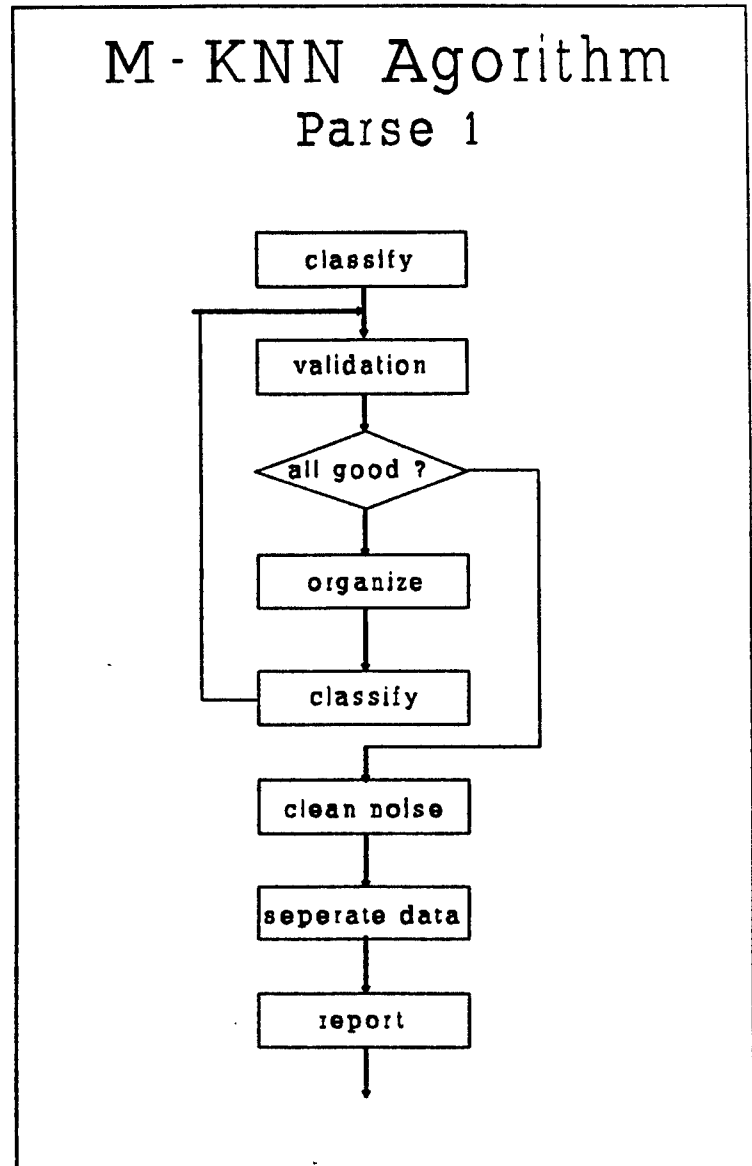 M - KNN Agorithm
Parse 1
classify
validation
all good ?
organize
classify
clean noise
seperate data
report